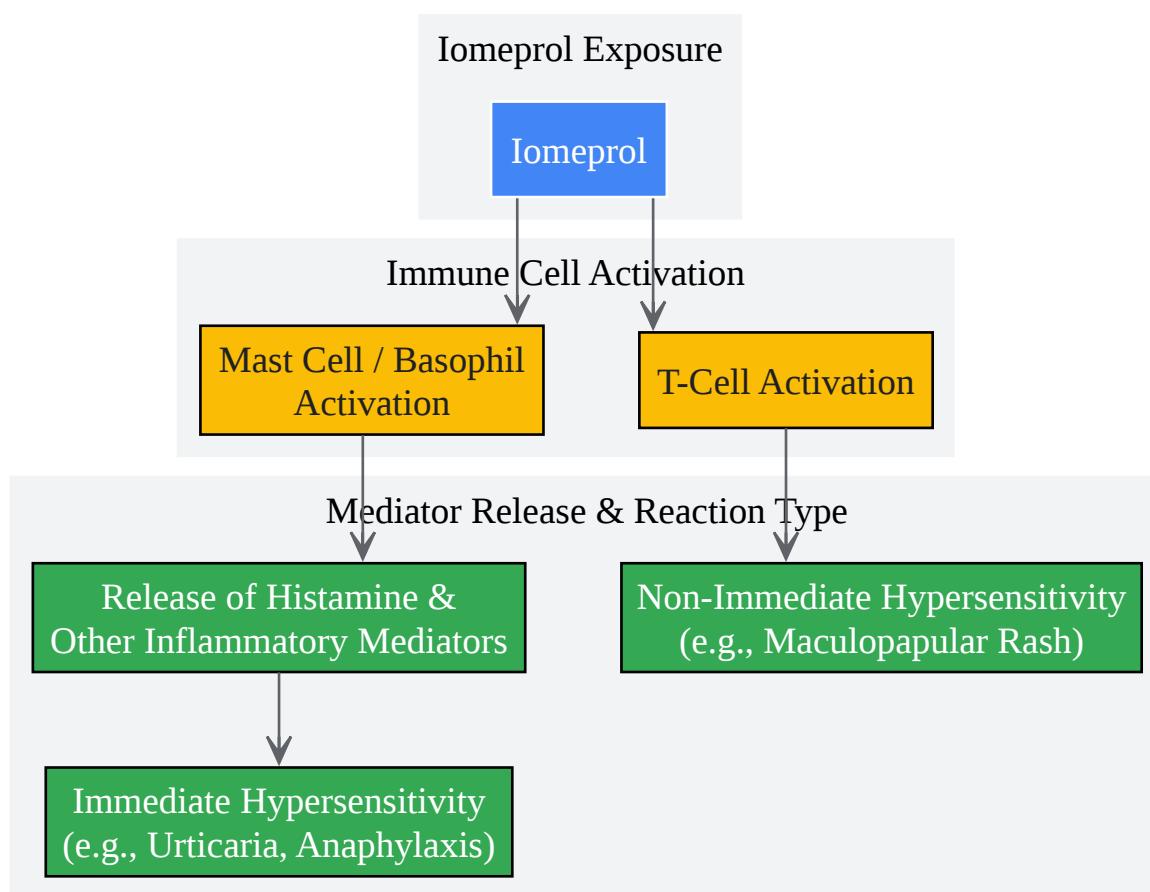 Iomeprol Exposure
Iomeprol
Immune Cell Activation
Mast Cell / Basophil
Activation
T-Cell Activation
Mediator Release & Reaction Type
Release of Histamine &
Other Inflammatory Mediators
Non-Immediate Hypersensitivity
(e.g., Maculopapular Rash)
Immediate Hypersensitivity
(e.g., Urticaria, Anaphylaxis)